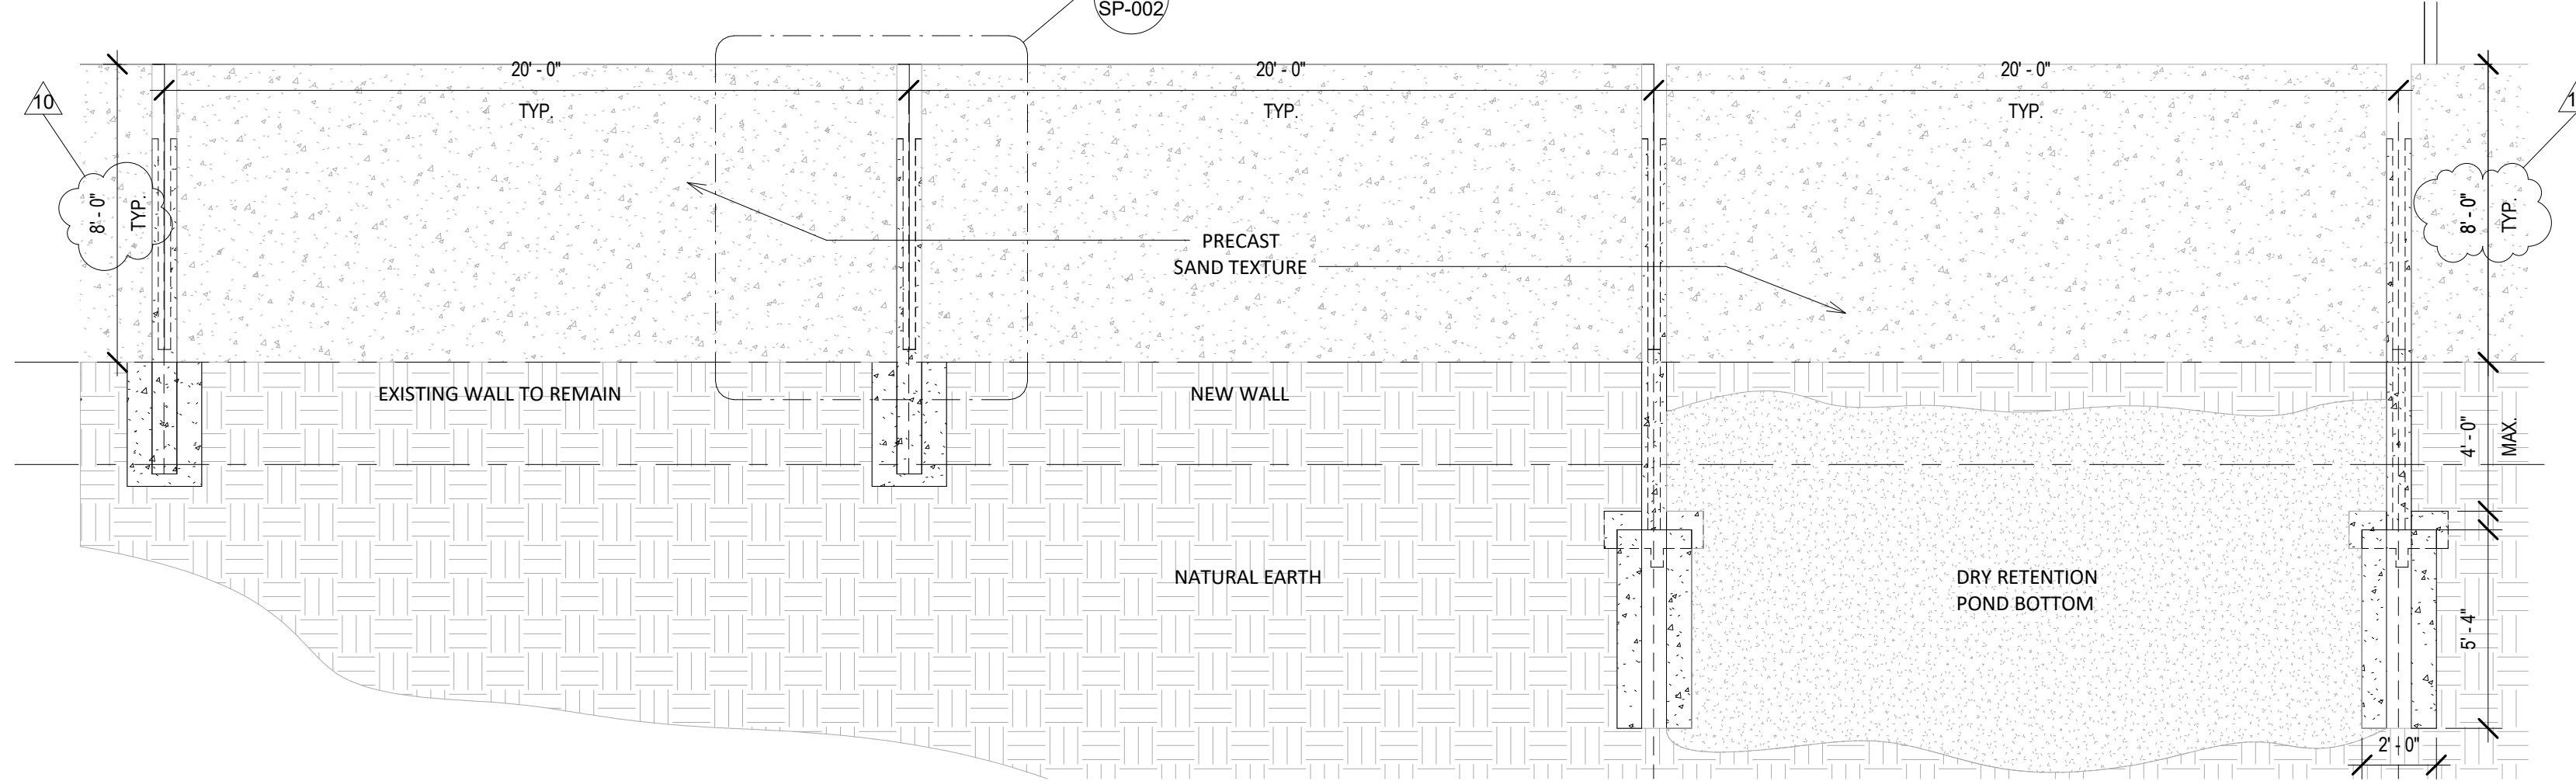 SP-002
20' - 0"
20' - 0"
20' - 0"
TYP.
TYP.
TYP.
10
8' - 0"
TYP.
8' - 0"
TYP.
PRECAST
SAND TEXTURE
EXISTING WALL TO REMAIN
NEW WALL
4' - 0"
MAX.
NATURAL EARTH
DRY RETENTION
POND BOTTOM
5' - 4"
2' - 0"